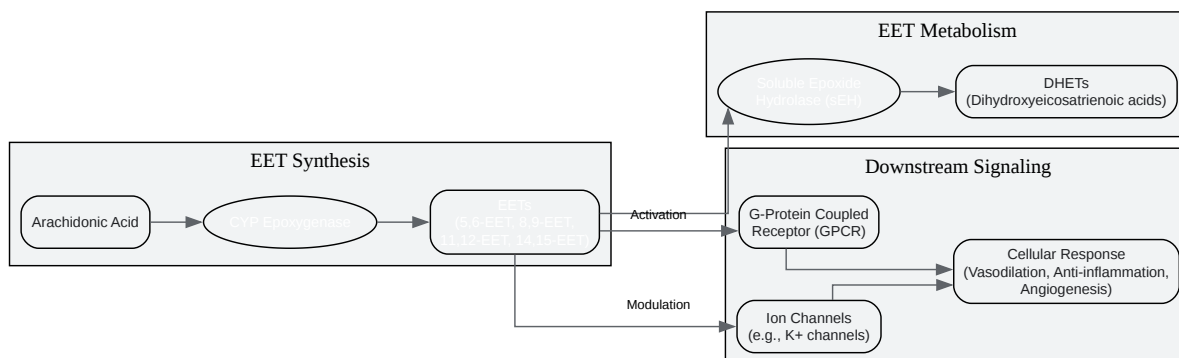 EET Metabolism
Soluble Epoxide
Hydrolase (sEH)
DHETs
(Dihydroxyeicosatrienoic acids)
EET Synthesis
Arachidonic Acid
CYP Epoxygenase
EETs
(5,6-EET, 8,9-EET,
11,12-EET, 14,15-EET)
Activation
Modulation
Downstream Signaling
G-Protein Coupled
Receptor (GPCR)
Ion Channels
(e.g., K+ channels)
Cellular Response
(Vasodilation, Anti-inflammation,
Angiogenesis)